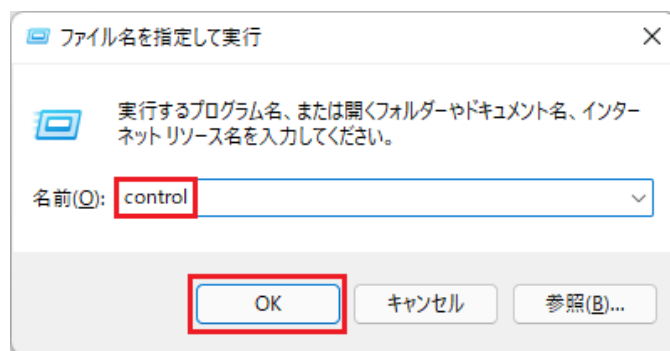 ファイル名を指定して実行
実行するプログラム名、または開くフォルダーやドキュメント名、インター
ネット リソース名を入力してください。
名前(O): control
OK キャンセル 参照(B)...